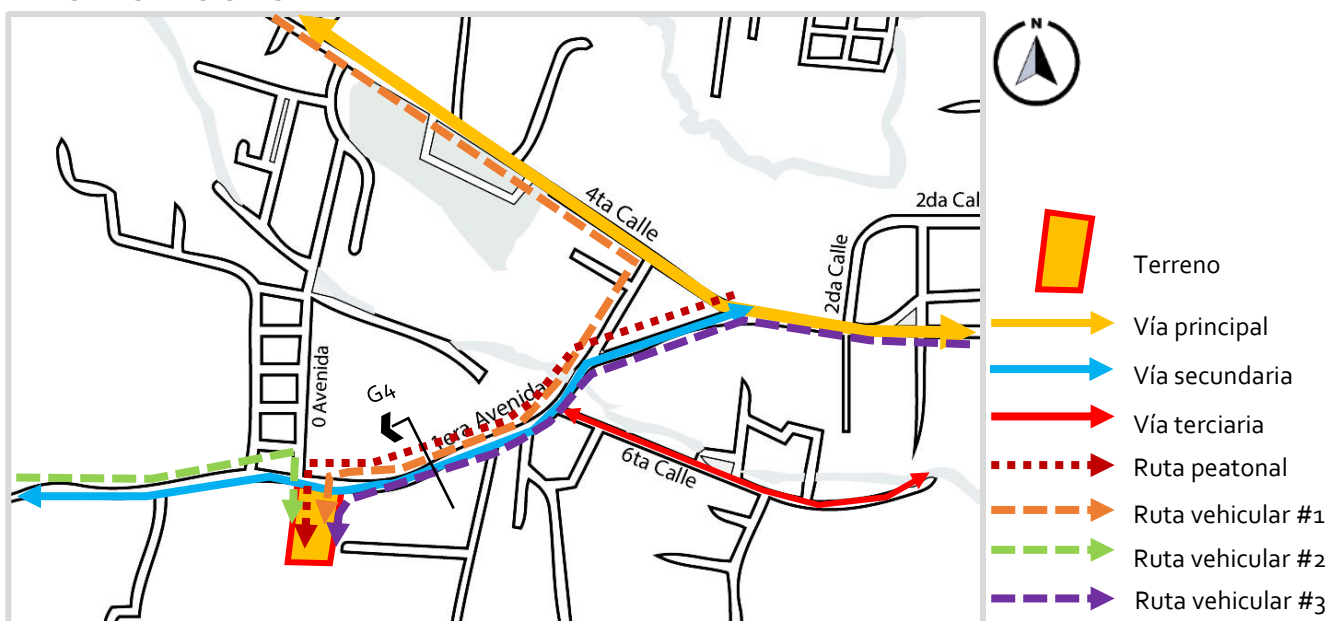 N
4ta Calle
2da Cal
2da Calle
0 Avenida
G4
1era Avenida
6ta Calle
Terreno
Vía principal
Vía secundaria
Vía terciaria
Ruta peatonal
Ruta vehicular #1
Ruta vehicular #2
Ruta vehicular #3